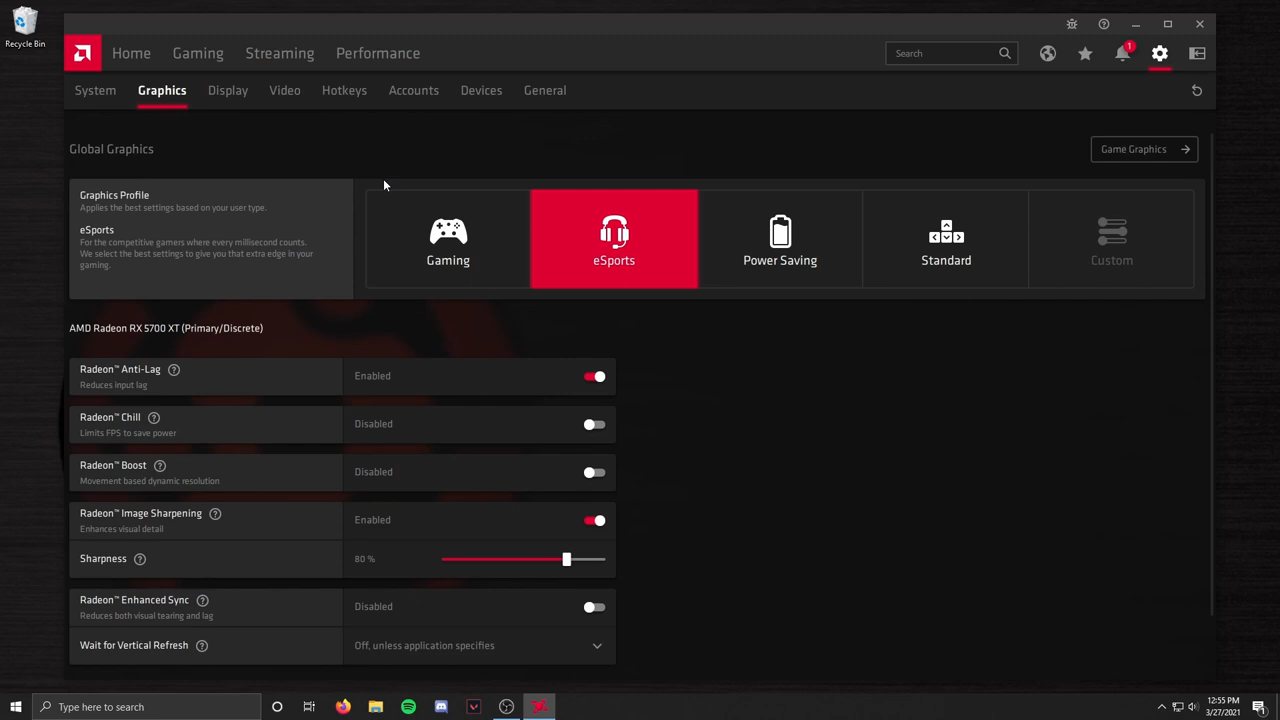 Recycle Bin
Home
Gaming
Streaming
Performance
Search
1
System
Graphics
Display
Video
Hotkeys
Accounts
Devices
General
Global Graphics
Game Graphics
Graphics Profile
Applies the best settings based on your user type.
eSports
For the competitive gamers where every millisecond counts.
We select the best settings to give you that extra edge in your
gaming.
Gaming
eSports
Power Saving
Standard
Custom
AMD Radeon RX 5700 XT (Primary/Discrete)
Radeon™ Anti-Lag
Reduces input lag
Enabled
Radeon™ Chill
Limits FPS to save power
Disabled
Radeon™ Boost
Movement based dynamic resolution
Disabled
Radeon™ Image Sharpening
Enhances visual detail
Enabled
Sharpness
80 %
Radeon™ Enhanced Sync
Reduces both visual tearing and lag
Disabled
Wait for Vertical Refresh
Off, unless application specifies
Type here to search
12:55 PM
3/27/2021
1